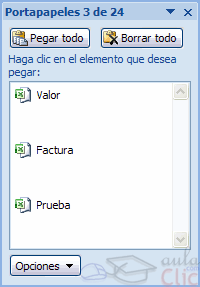 Portapapeles 3 de 24
Pegar todo Borrar todo
Haga clic en el elemento que desea
pegar:
Valor
Factura
Prueba
Opciones
aula
Clic